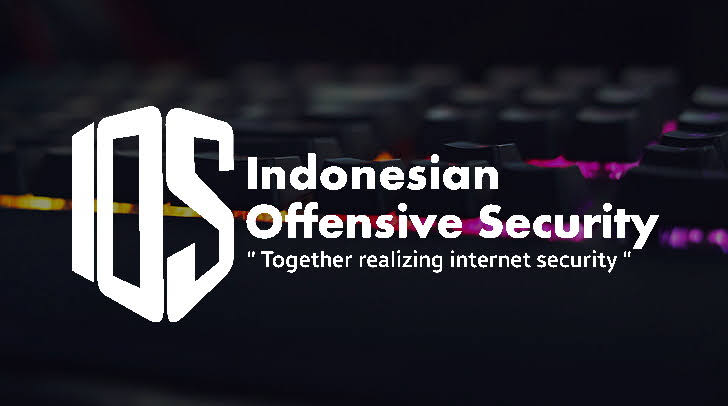 IOS
Indonesian
Offensive Security
" Together realizing internet security "